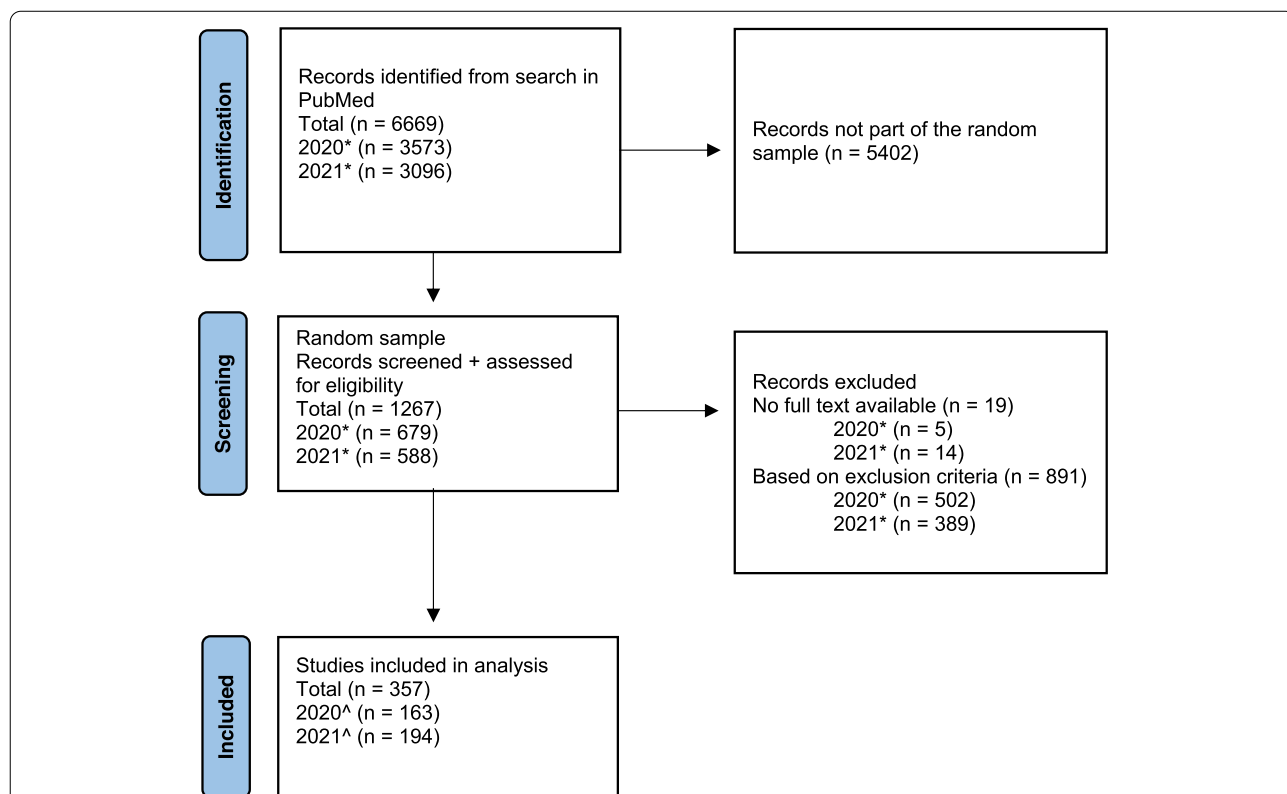 Identification
Records identified from search in
PubMed
Total (n = 6669)
2020* (n = 3573)
2021* (n = 3096)
Records not part of the random
sample (n = 5402)
Screening
Random sample
Records screened + assessed
for eligibility
Total (n = 1267)
2020* (n = 679)
2021* (n = 588)
Records excluded
No full text available (n = 19)
2020* (n = 5)
2021* (n = 14)
Based on exclusion criteria (n = 891)
2020* (n = 502)
2021* (n = 389)
Included
Studies included in analysis
Total (n = 357)
2020^ (n = 163)
2021^ (n = 194)